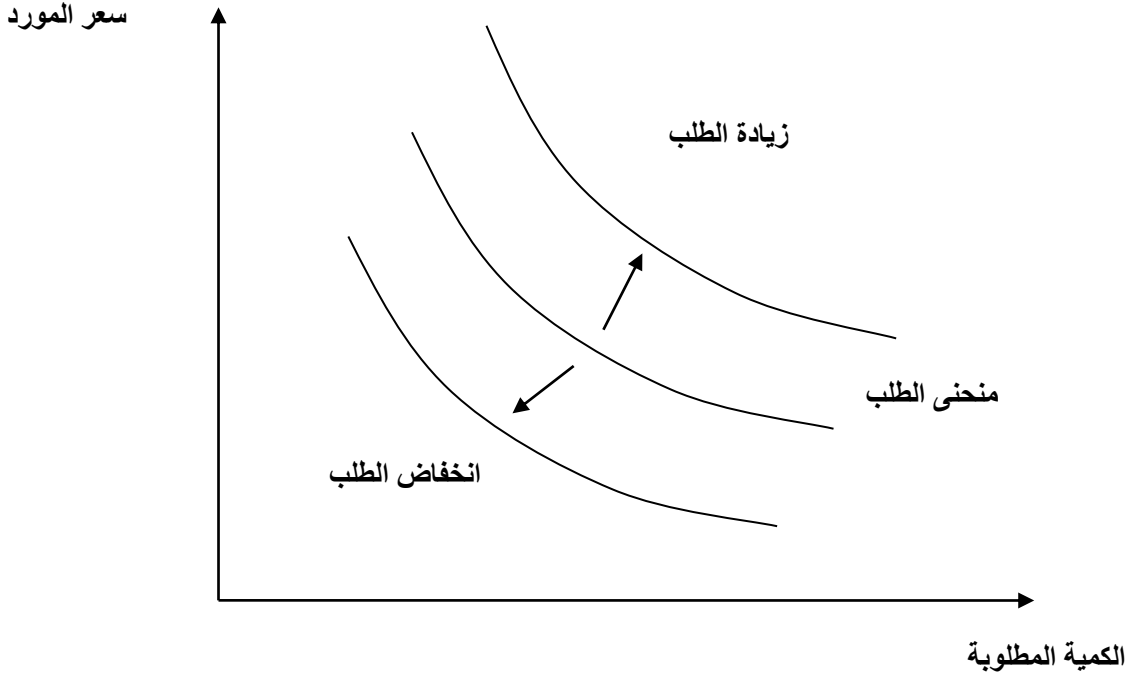 سعر المورد
زيادة الطلب
منحنى الطلب
انخفاض الطلب
الكمية المطلوبة